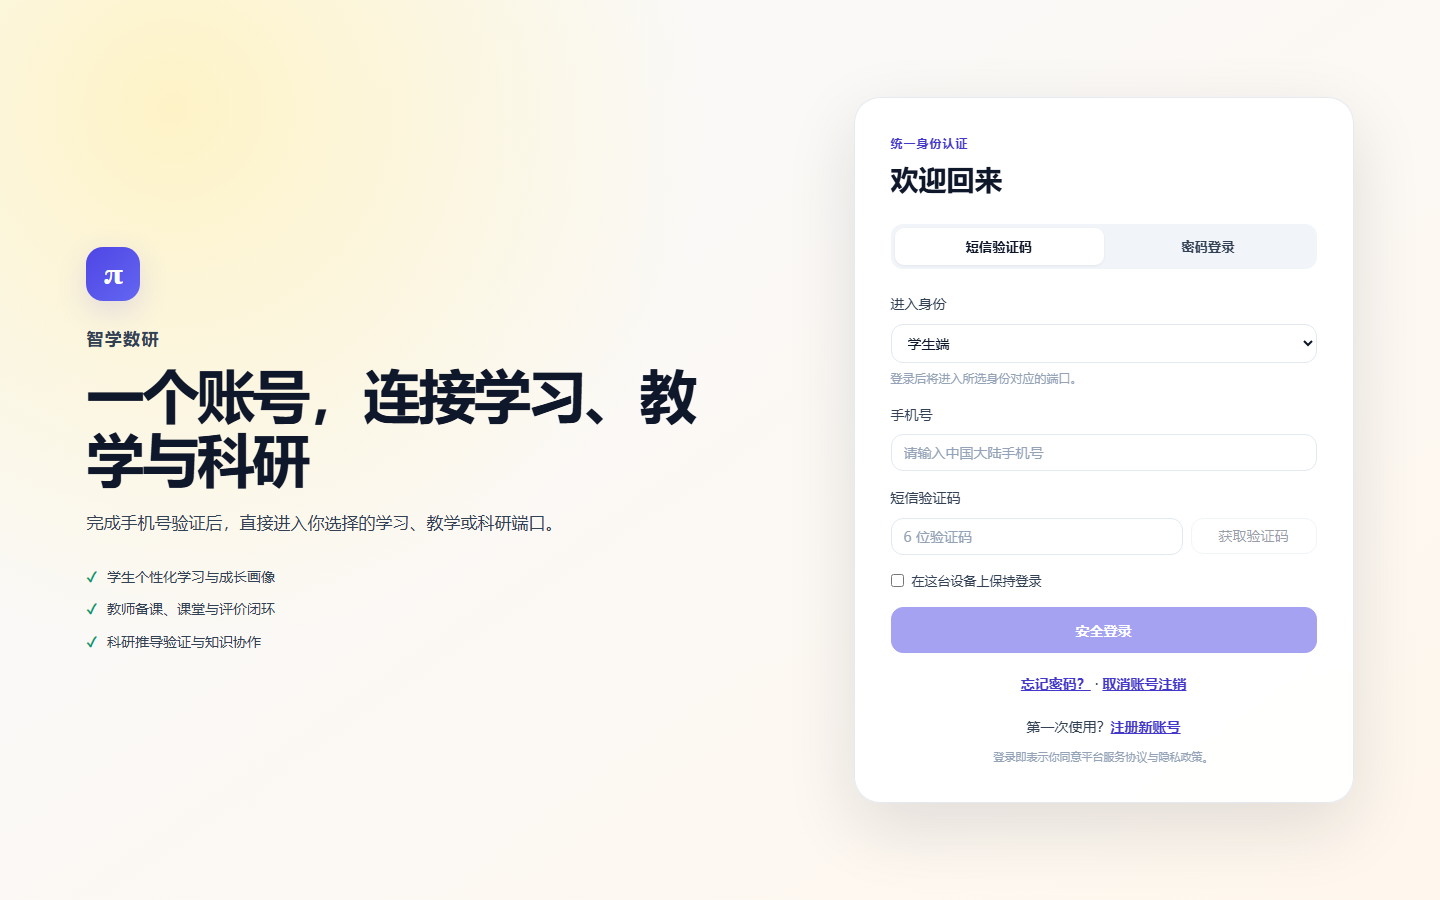 π
智学数研
一个账号，连接学习、教
学与科研
完成手机号验证后，直接进入你选择的学习、教学或科研端口。
✓ 学生个性化学习与成长画像
✓ 教师备课、课堂与评价闭环
✓ 科研推导验证与知识协作
统一身份认证
欢迎回来
短信验证码 密码登录
进入身份
学生端
登录后将进入所选身份对应的端口。
手机号
请输入中国大陆手机号
短信验证码
6 位验证码 获取验证码
在这台设备上保持登录
安全登录
忘记密码？ · 取消账号注销
第一次使用？注册新账号
登录即表示你同意平台服务协议与隐私政策。